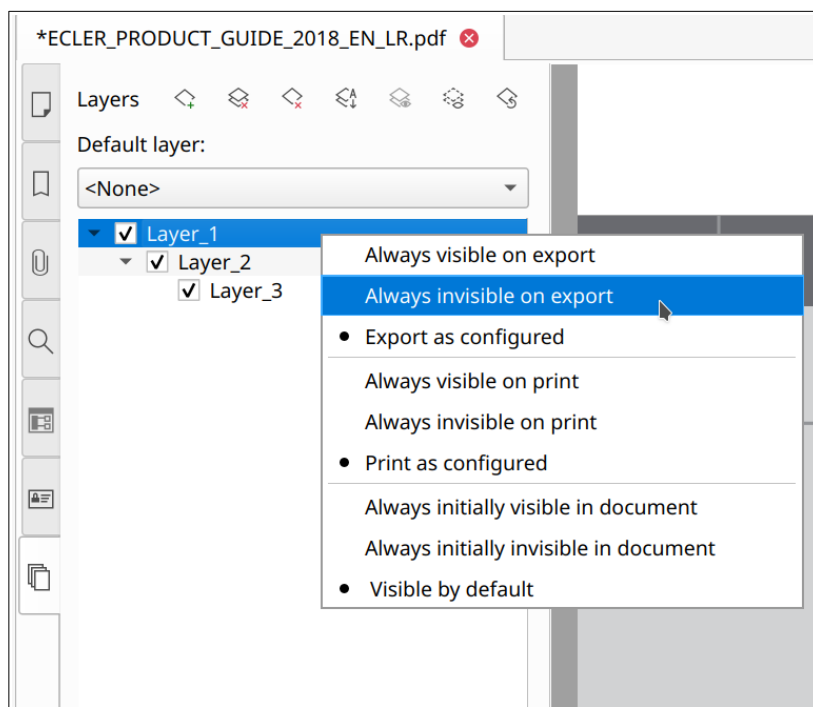 *ECLER_PRODUCT_GUIDE_2018_EN_LR.pdf
Layers
Default layer:
<None>
Layer_1
Layer_2
Layer_3
Always visible on export
Always invisible on export
Export as configured
Always visible on print
Always invisible on print
Print as configured
Always initially visible in document
Always initially invisible in document
Visible by default